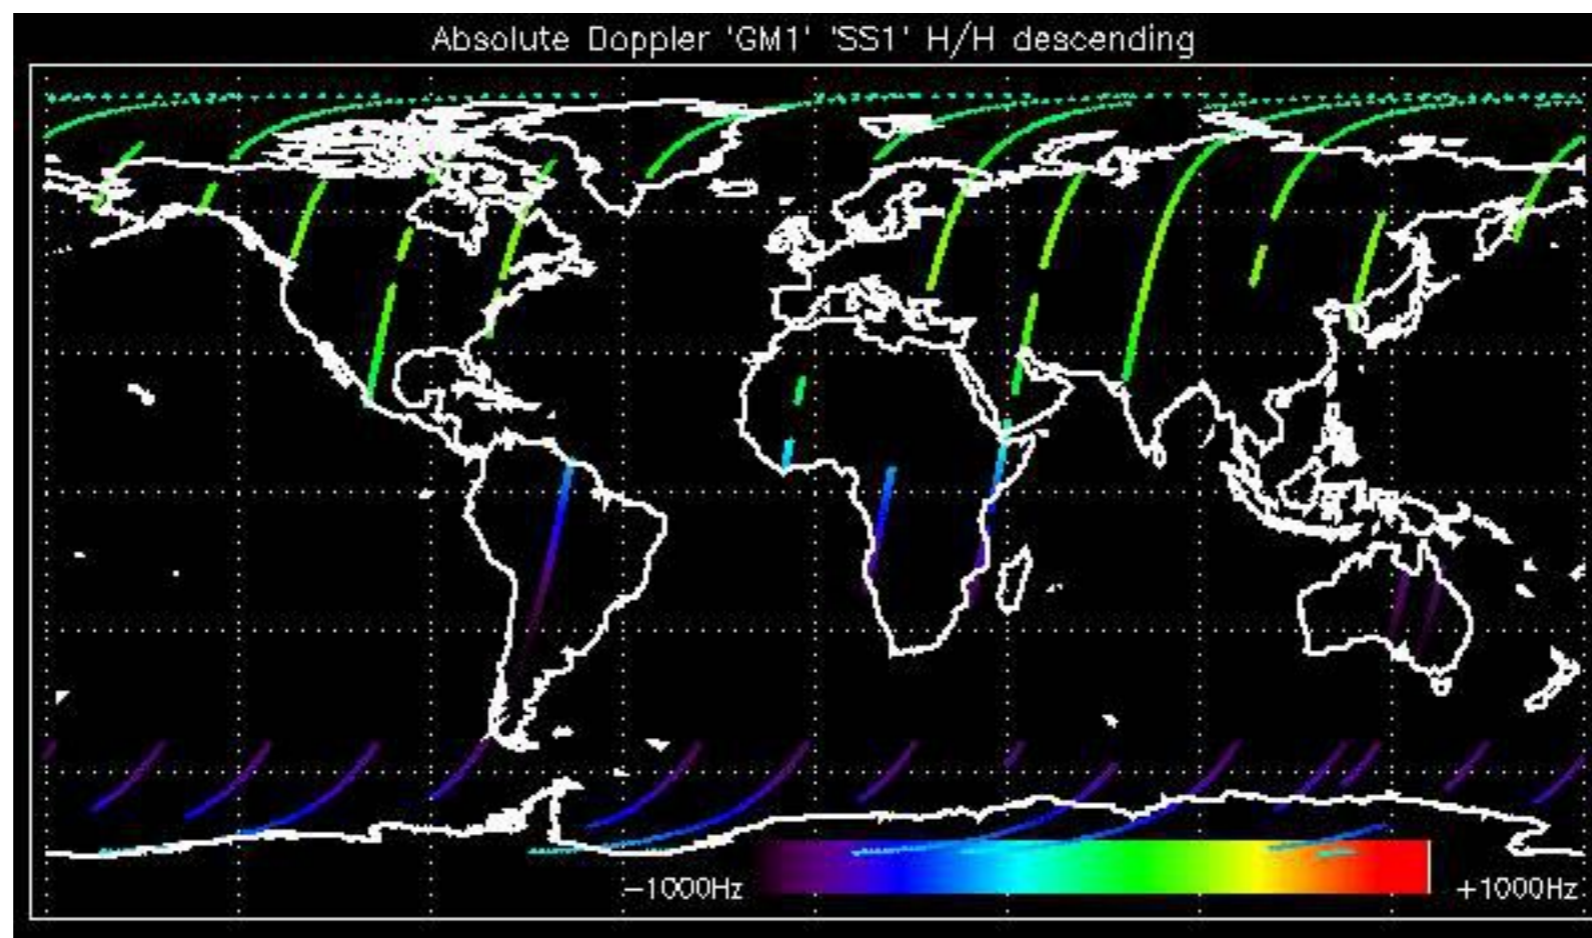 Absolute Doppler 'GM1' 'SS1' H/H descending
-1000Hz +1000Hz